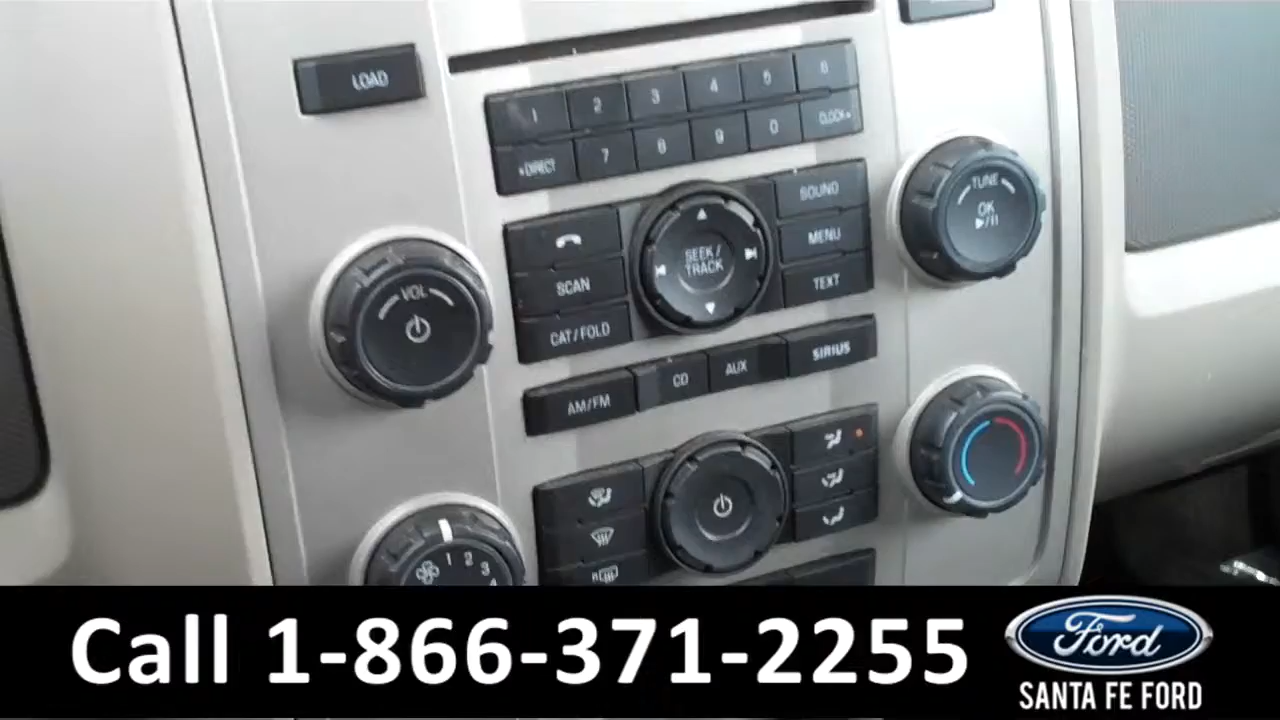 LOAD
1 2 3 4 5 6
DIRECT 7 8 9 0 CLOCK
SOUND
SCAN
CAT/FOLD
SEEK/
TRACK
MENU
TEXT
TUNE
OK
VOL
AM/FM CD AUX SIRIUS
1 2 3 4
Call 1-866-371-2255
Ford
SANTA FE FORD